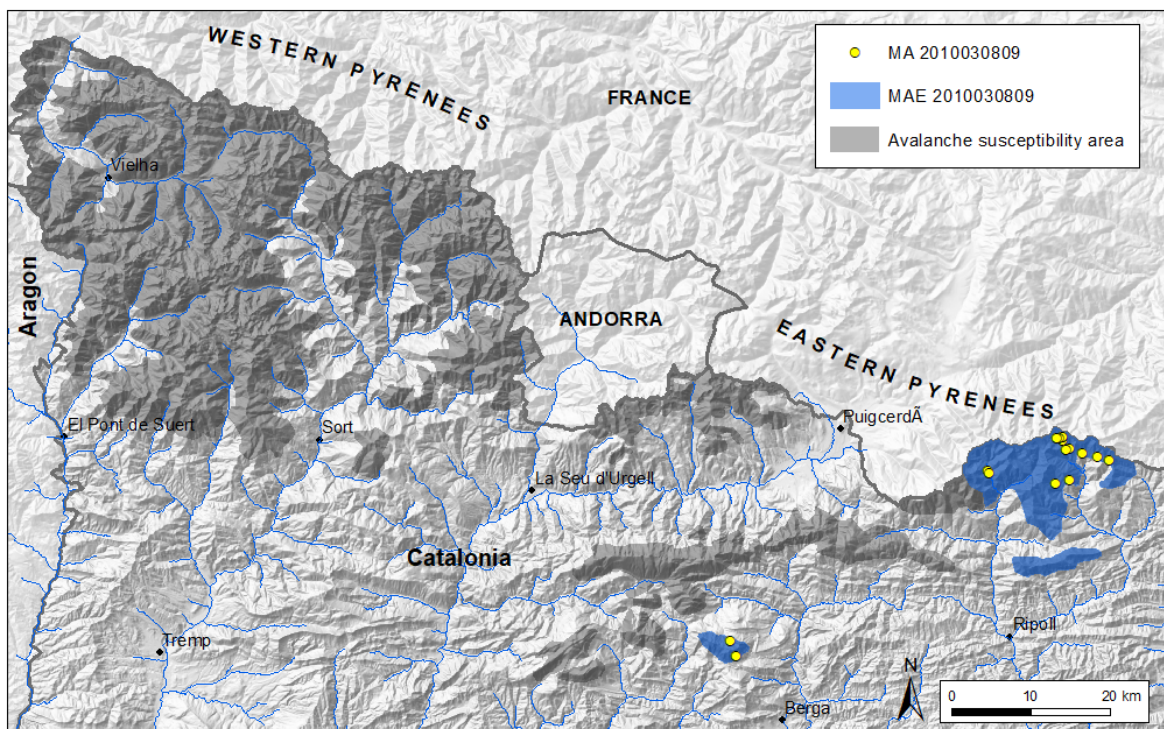 WESTERN PYRENEES
FRANCE
MA 2010030809
MAE 2010030809
Avalanche susceptibility area
Vielha
Aragon
ANDORRA
EASTERN PYRENEES
El Pont de Suert
Sort
PuigcerdÃ
La Seu d'Urgell
Catalonia
Tremp
Ripoll
Berga
N
0 10 20 km